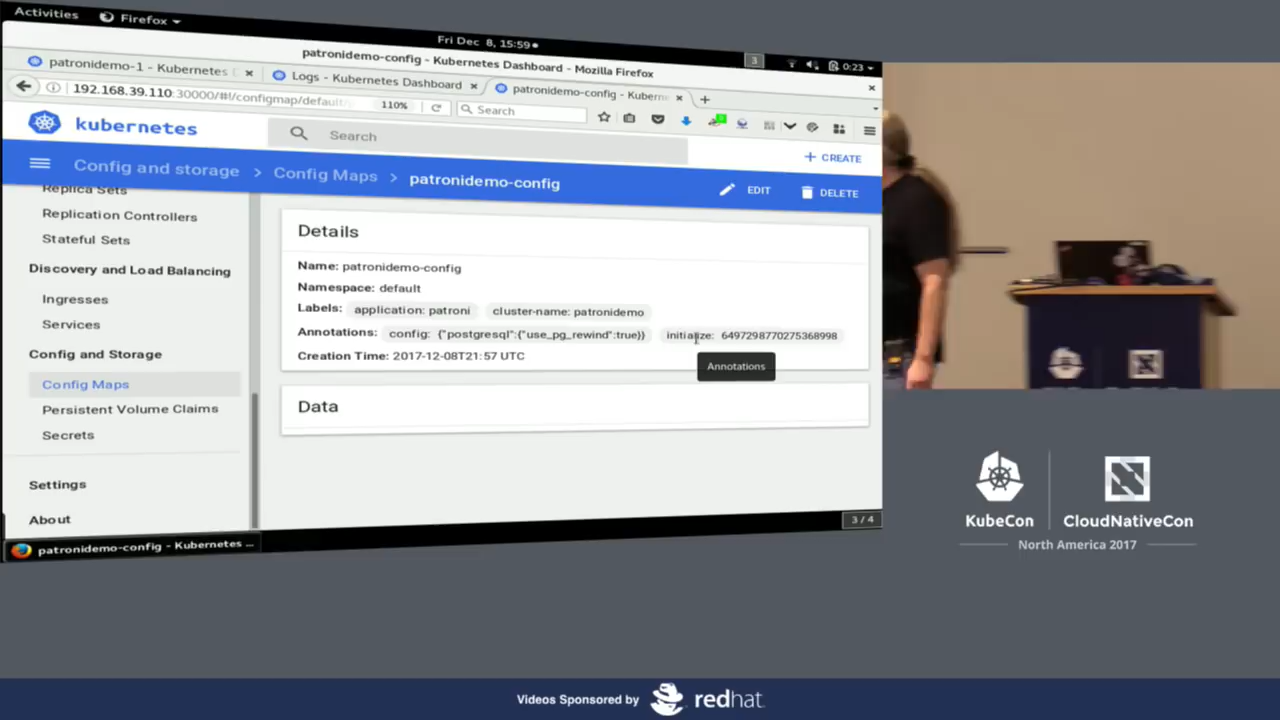 Activities Firefox
Fri Dec 8, 15:59
3
0:23
patronidemo-config - Kubernetes Dashboard - Mozilla Firefox
patronidemo-1 - Kubernetes
Logs - Kubernetes Dashboard
patronidemo-config - Kubern
192.168.39.110:30000/#!/configmap/default/
110%
Search
kubernetes
Search
+ CREATE
Config and storage > Config Maps > patronidemo-config
EDIT
DELETE
Replica Sets
Replication Controllers
Stateful Sets
Discovery and Load Balancing
Ingresses
Services
Config and Storage
Config Maps
Persistent Volume Claims
Secrets
Settings
About
Details
Name: patronidemo-config
Namespace: default
Labels: application: patroni cluster-name: patronidemo
Annotations: config: {"postgresql":{"use_pg_rewind":true}} initialize: 6497298770275368998
Creation Time: 2017-12-08T21:57 UTC
Annotations
Data
3 / 4
patronidemo-config - Kubernetes ...
KubeCon
CloudNativeCon
North America 2017
Videos Sponsored by
redhat.